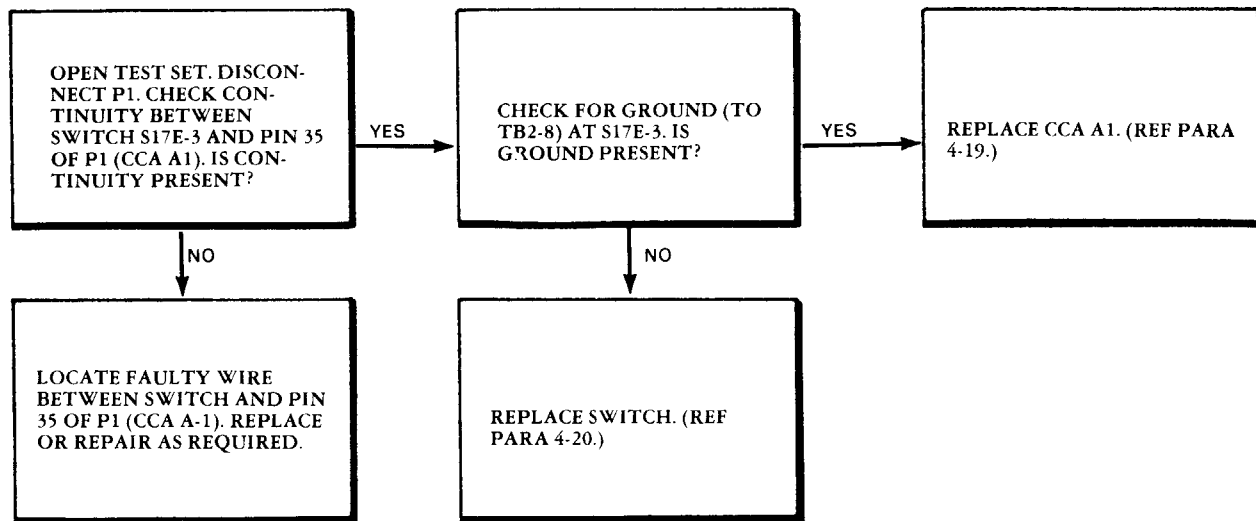 OPEN TEST SET. DISCON-
NECT P1. CHECK CON-
TINUITY BETWEEN
SWITCH S17E-3 AND PIN 35
OF P1 (CCA A1). IS CON-
TINUITY PRESENT?
YES
CHECK FOR GROUND (TO
TB2-8) AT S17E-3. IS
GROUND PRESENT?
YES
REPLACE CCA A1. (REF PARA
4-19.)
NO
NO
LOCATE FAULTY WIRE
BETWEEN SWITCH AND PIN
35 OF P1 (CCA A-1). REPLACE
OR REPAIR AS REQUIRED.
REPLACE SWITCH. (REF
PARA 4-20.)